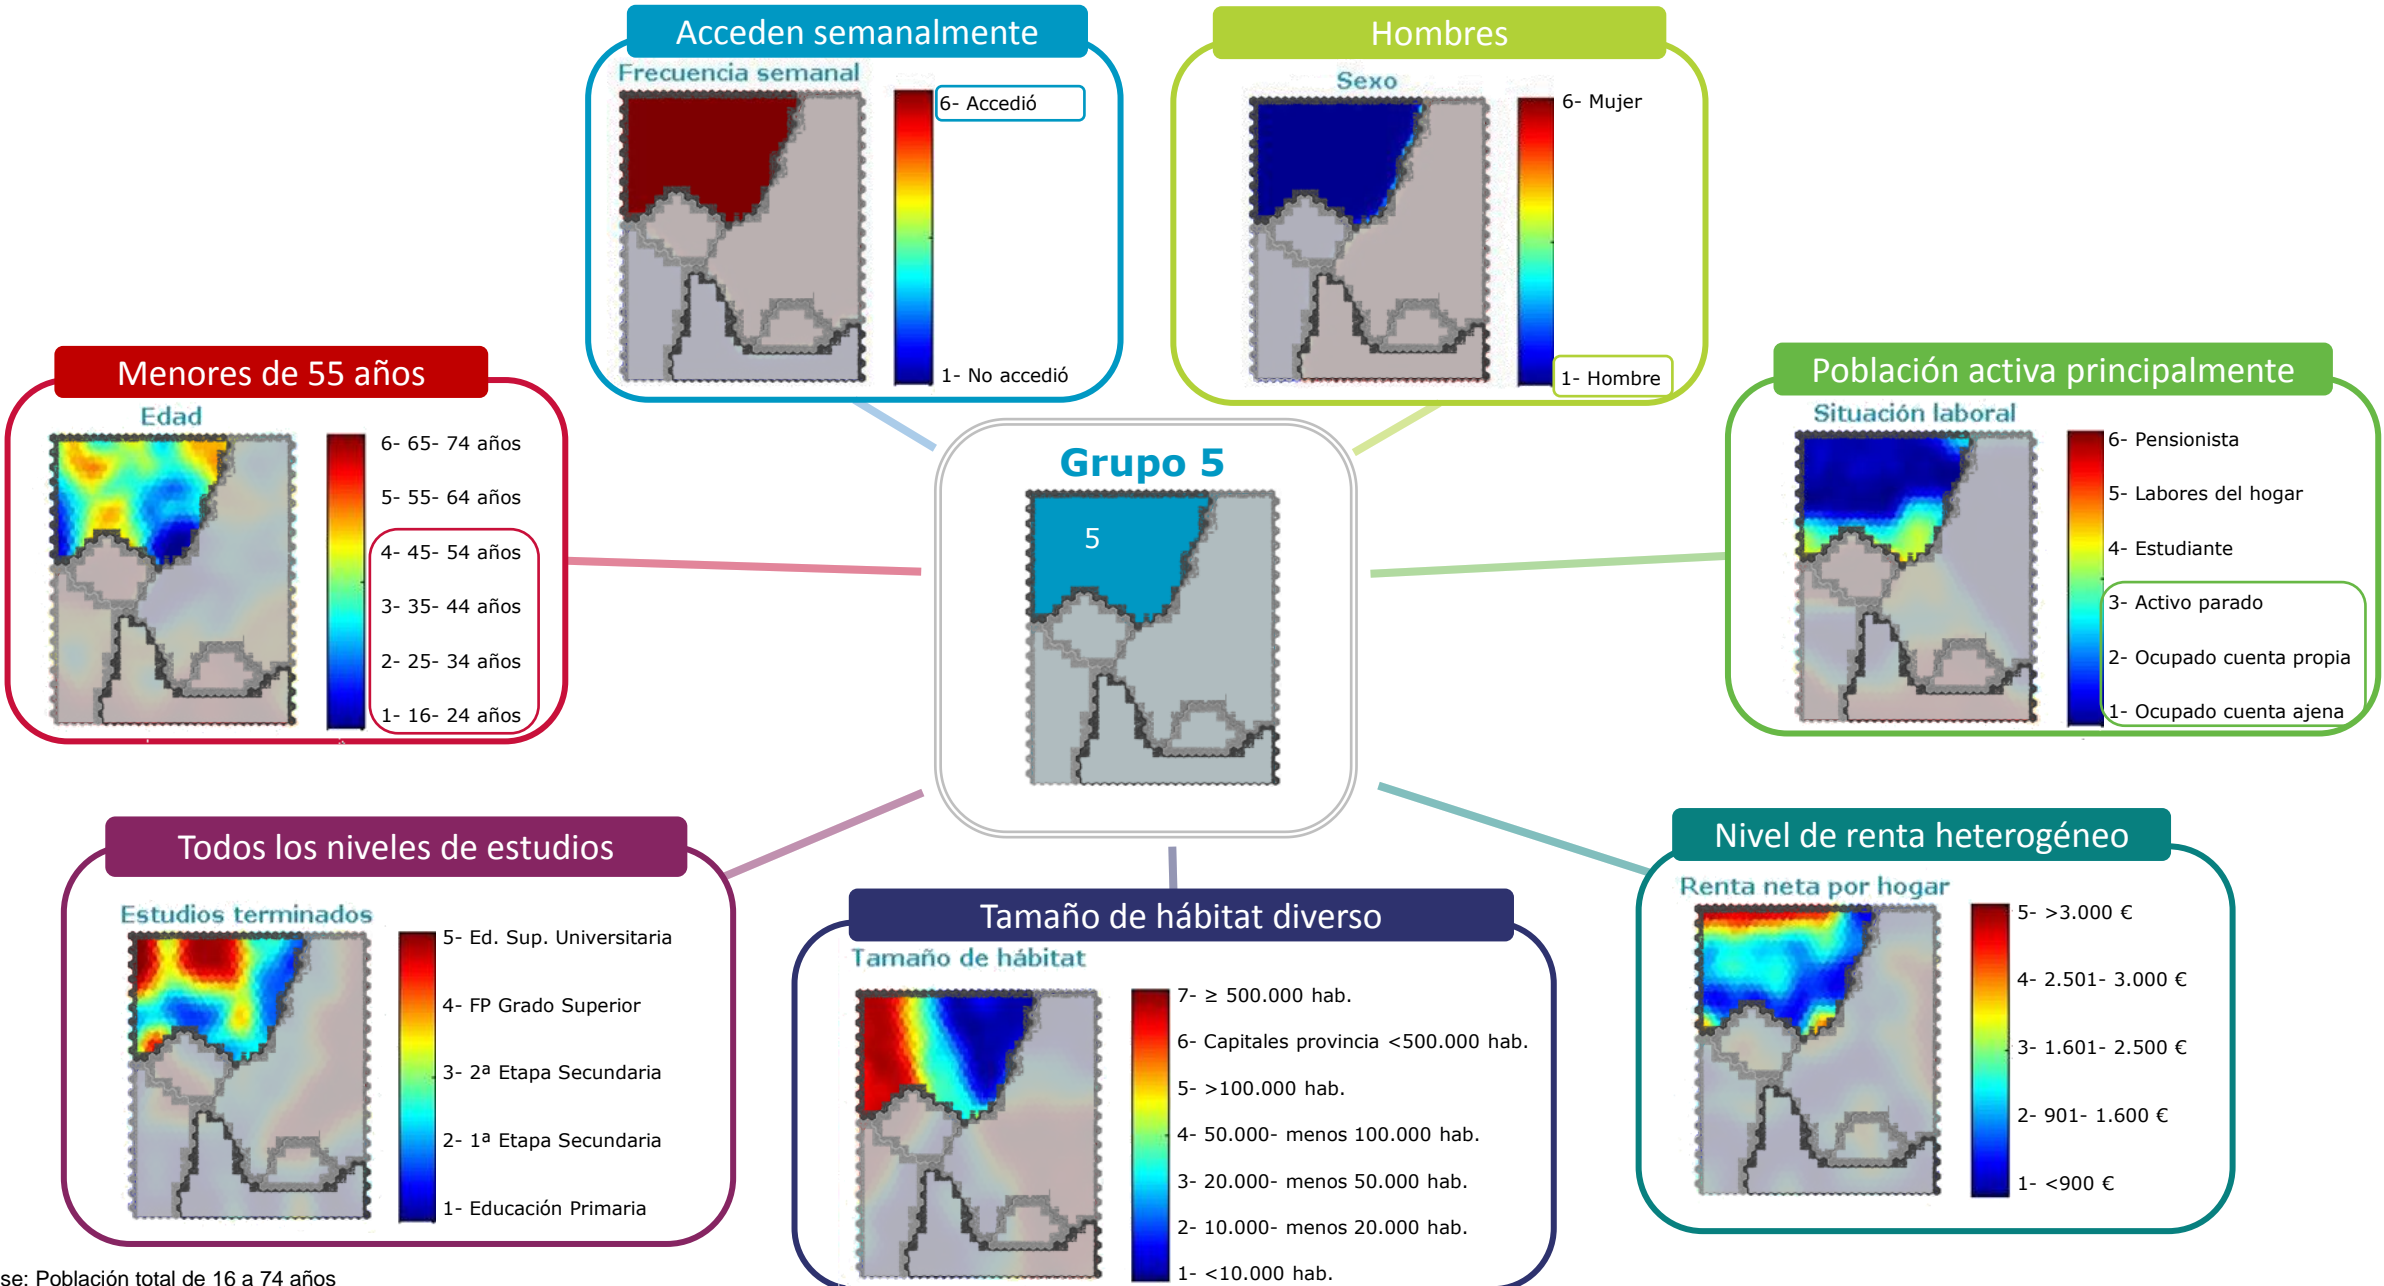 Acceden semanalmente
Frecuencia semanal
6- Accedió
1- No accedió
Hombres
Sexo
6- Mujer
1- Hombre
Menores de 55 años
Edad
6- 65- 74 años
5- 55- 64 años
4- 45- 54 años
3- 35- 44 años
2- 25- 34 años
1- 16- 24 años
Grupo 5
5
Población activa principalmente
Situación laboral
6- Pensionista
5- Labores del hogar
4- Estudiante
3- Activo parado
2- Ocupado cuenta propia
1- Ocupado cuenta ajena
Todos los niveles de estudios
Estudios terminados
5- Ed. Sup. Universitaria
4- FP Grado Superior
3- 2ª Etapa Secundaria
2- 1ª Etapa Secundaria
1- Educación Primaria
Tamaño de hábitat diverso
Tamaño de hábitat
7- ≥ 500.000 hab.
6- Capitales provincia <500.000 hab.
5- >100.000 hab.
4- 50.000- menos 100.000 hab.
3- 20.000- menos 50.000 hab.
2- 10.000- menos 20.000 hab.
1- <10.000 hab.
Nivel de renta heterogéneo
Renta neta por hogar
5- >3.000 €
4- 2.501- 3.000 €
3- 1.601- 2.500 €
2- 901- 1.600 €
1- <900 €
se: Población total de 16 a 74 años